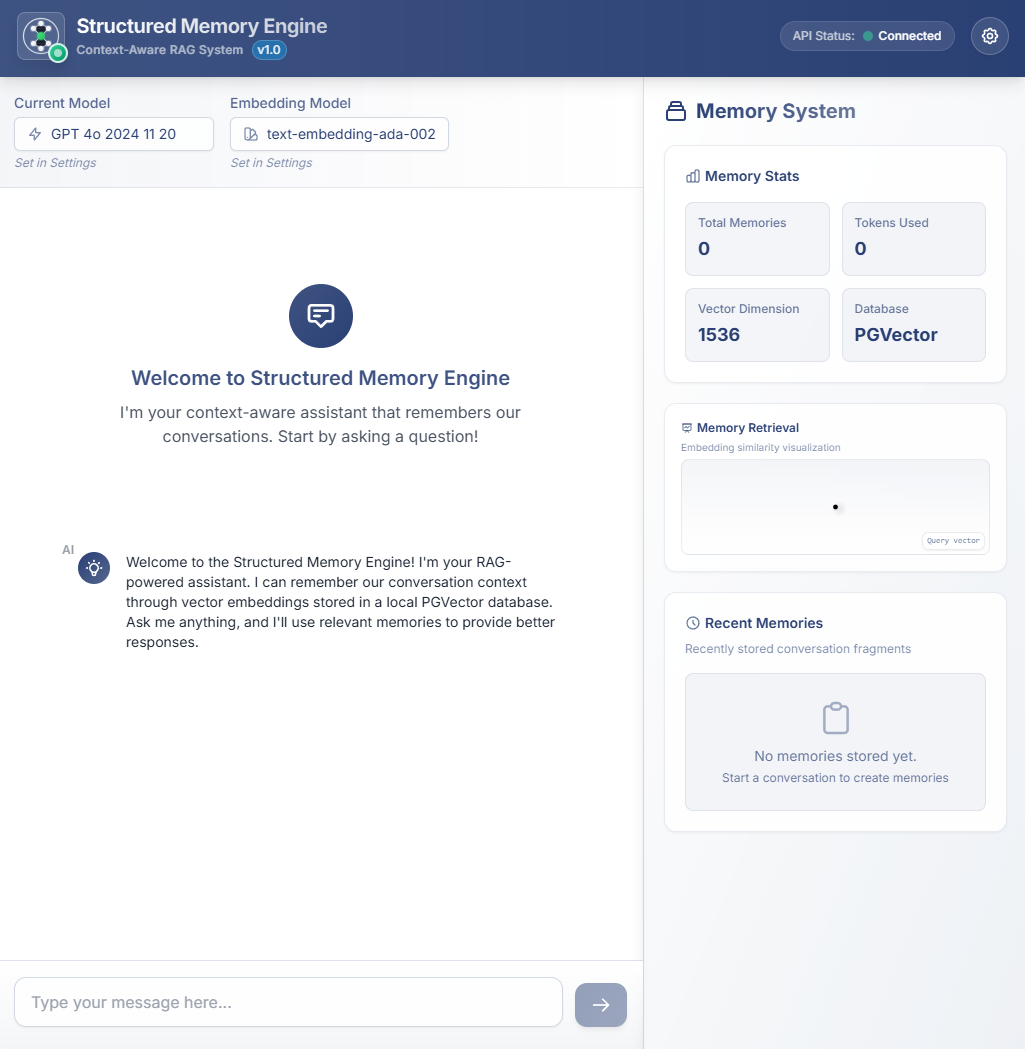 Structured Memory Engine
Context-Aware RAG System v1.0
API Status: Connected
Current Model
GPT 4o 2024 11 20
Set in Settings
Embedding Model
text-embedding-ada-002
Set in Settings
Welcome to Structured Memory Engine
I'm your context-aware assistant that remembers our
conversations. Start by asking a question!
AI
Welcome to the Structured Memory Engine! I'm your RAG-
powered assistant. I can remember our conversation context
through vector embeddings stored in a local PGVector database.
Ask me anything, and I'll use relevant memories to provide better
responses.
Type your message here...
Memory System
Memory Stats
Total Memories
0
Tokens Used
0
Vector Dimension
1536
Database
PGVector
Memory Retrieval
Embedding similarity visualization
Query vector
Recent Memories
Recently stored conversation fragments
No memories stored yet.
Start a conversation to create memories